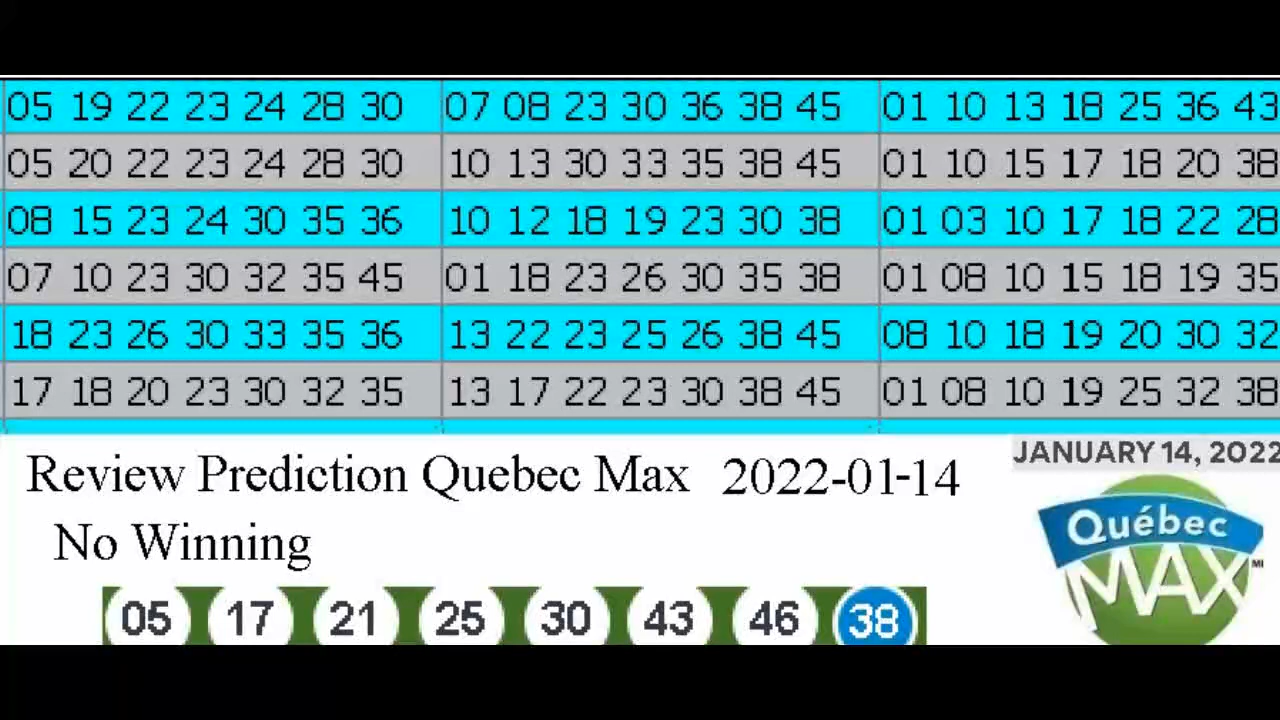 05 19 22 23 24 28 30 07 08 23 30 36 38 45 01 10 13 18 25 36 43
05 20 22 23 24 28 30 10 13 30 33 35 38 45 01 10 15 17 18 20 38
08 15 23 24 30 35 36 10 12 18 19 23 30 38 01 03 10 17 18 22 28
07 10 23 30 32 35 45 01 18 23 26 30 35 38 01 08 10 15 18 19 35
18 23 26 30 33 35 36 13 22 23 25 26 38 45 08 10 18 19 20 30 32
17 18 20 23 30 32 35 13 17 22 23 30 38 45 01 08 10 19 25 32 38
JANUARY 14, 2022
Review Prediction Quebec Max 2022-01-14
No Winning
Québec
MAX MD
05 17 21 25 30 43 46 38